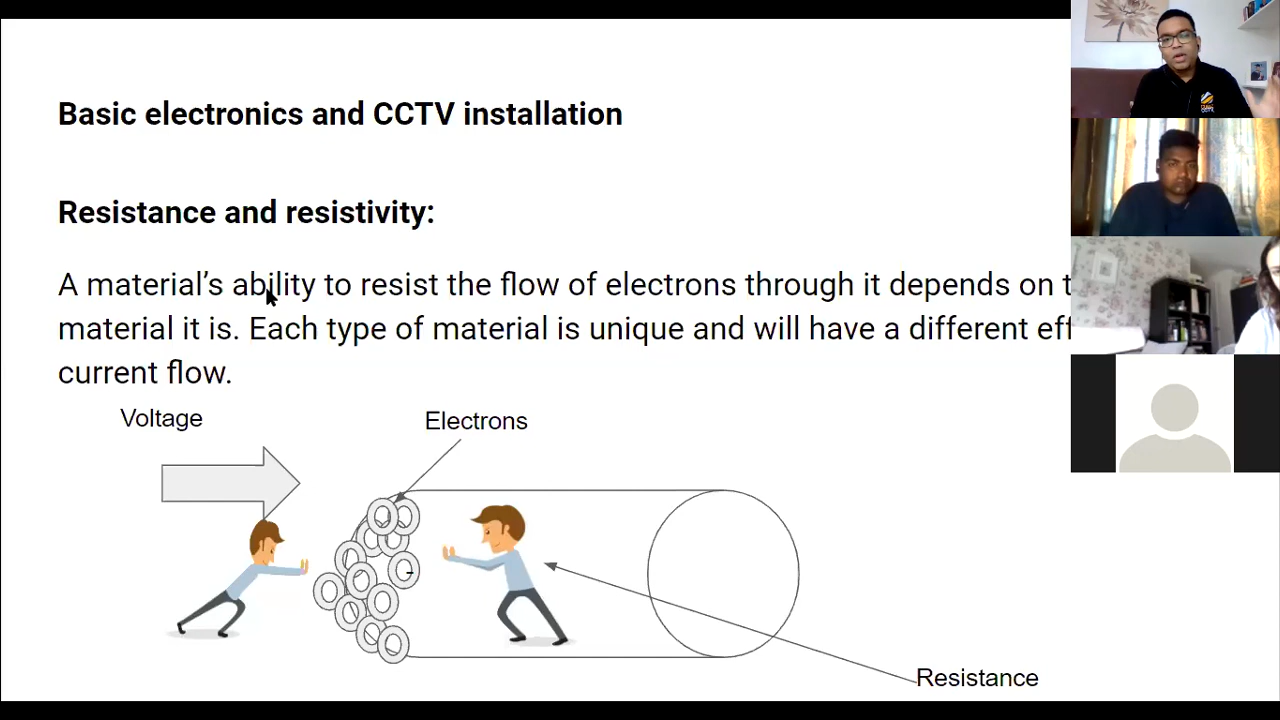 Basic electronics and CCTV installation
Resistance and resistivity:
A material’s ability to resist the flow of electrons through it depends on
material it is. Each type of material is unique and will have a different
current flow.
Voltage
Electrons
Resistance